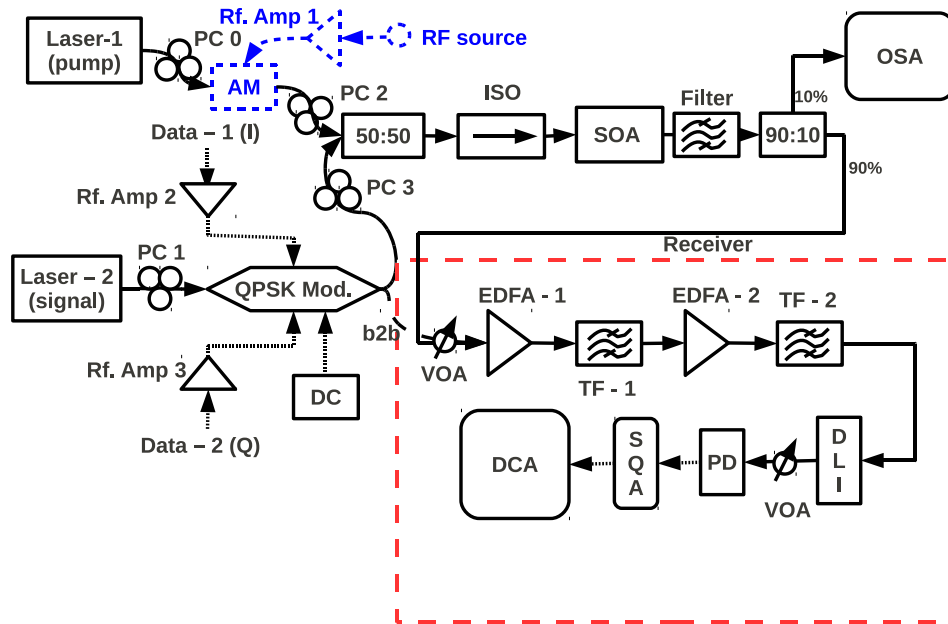 Rf. Amp 1
Laser-1
(pump)
PC 0
RF source
AM
OSA
PC 2
ISO
Filter
10%
50:50
SOA
90:10
90%
Data – 1 (I)
PC 3
Rf. Amp 2
Receiver
PC 1
Laser – 2
(signal)
QPSK Mod.
EDFA - 1
EDFA - 2
TF - 2
b2b
VOA
TF - 1
Rf. Amp 3
DC
Data – 2 (Q)
DCA
S
Q
A
PD
D
L
I
VOA